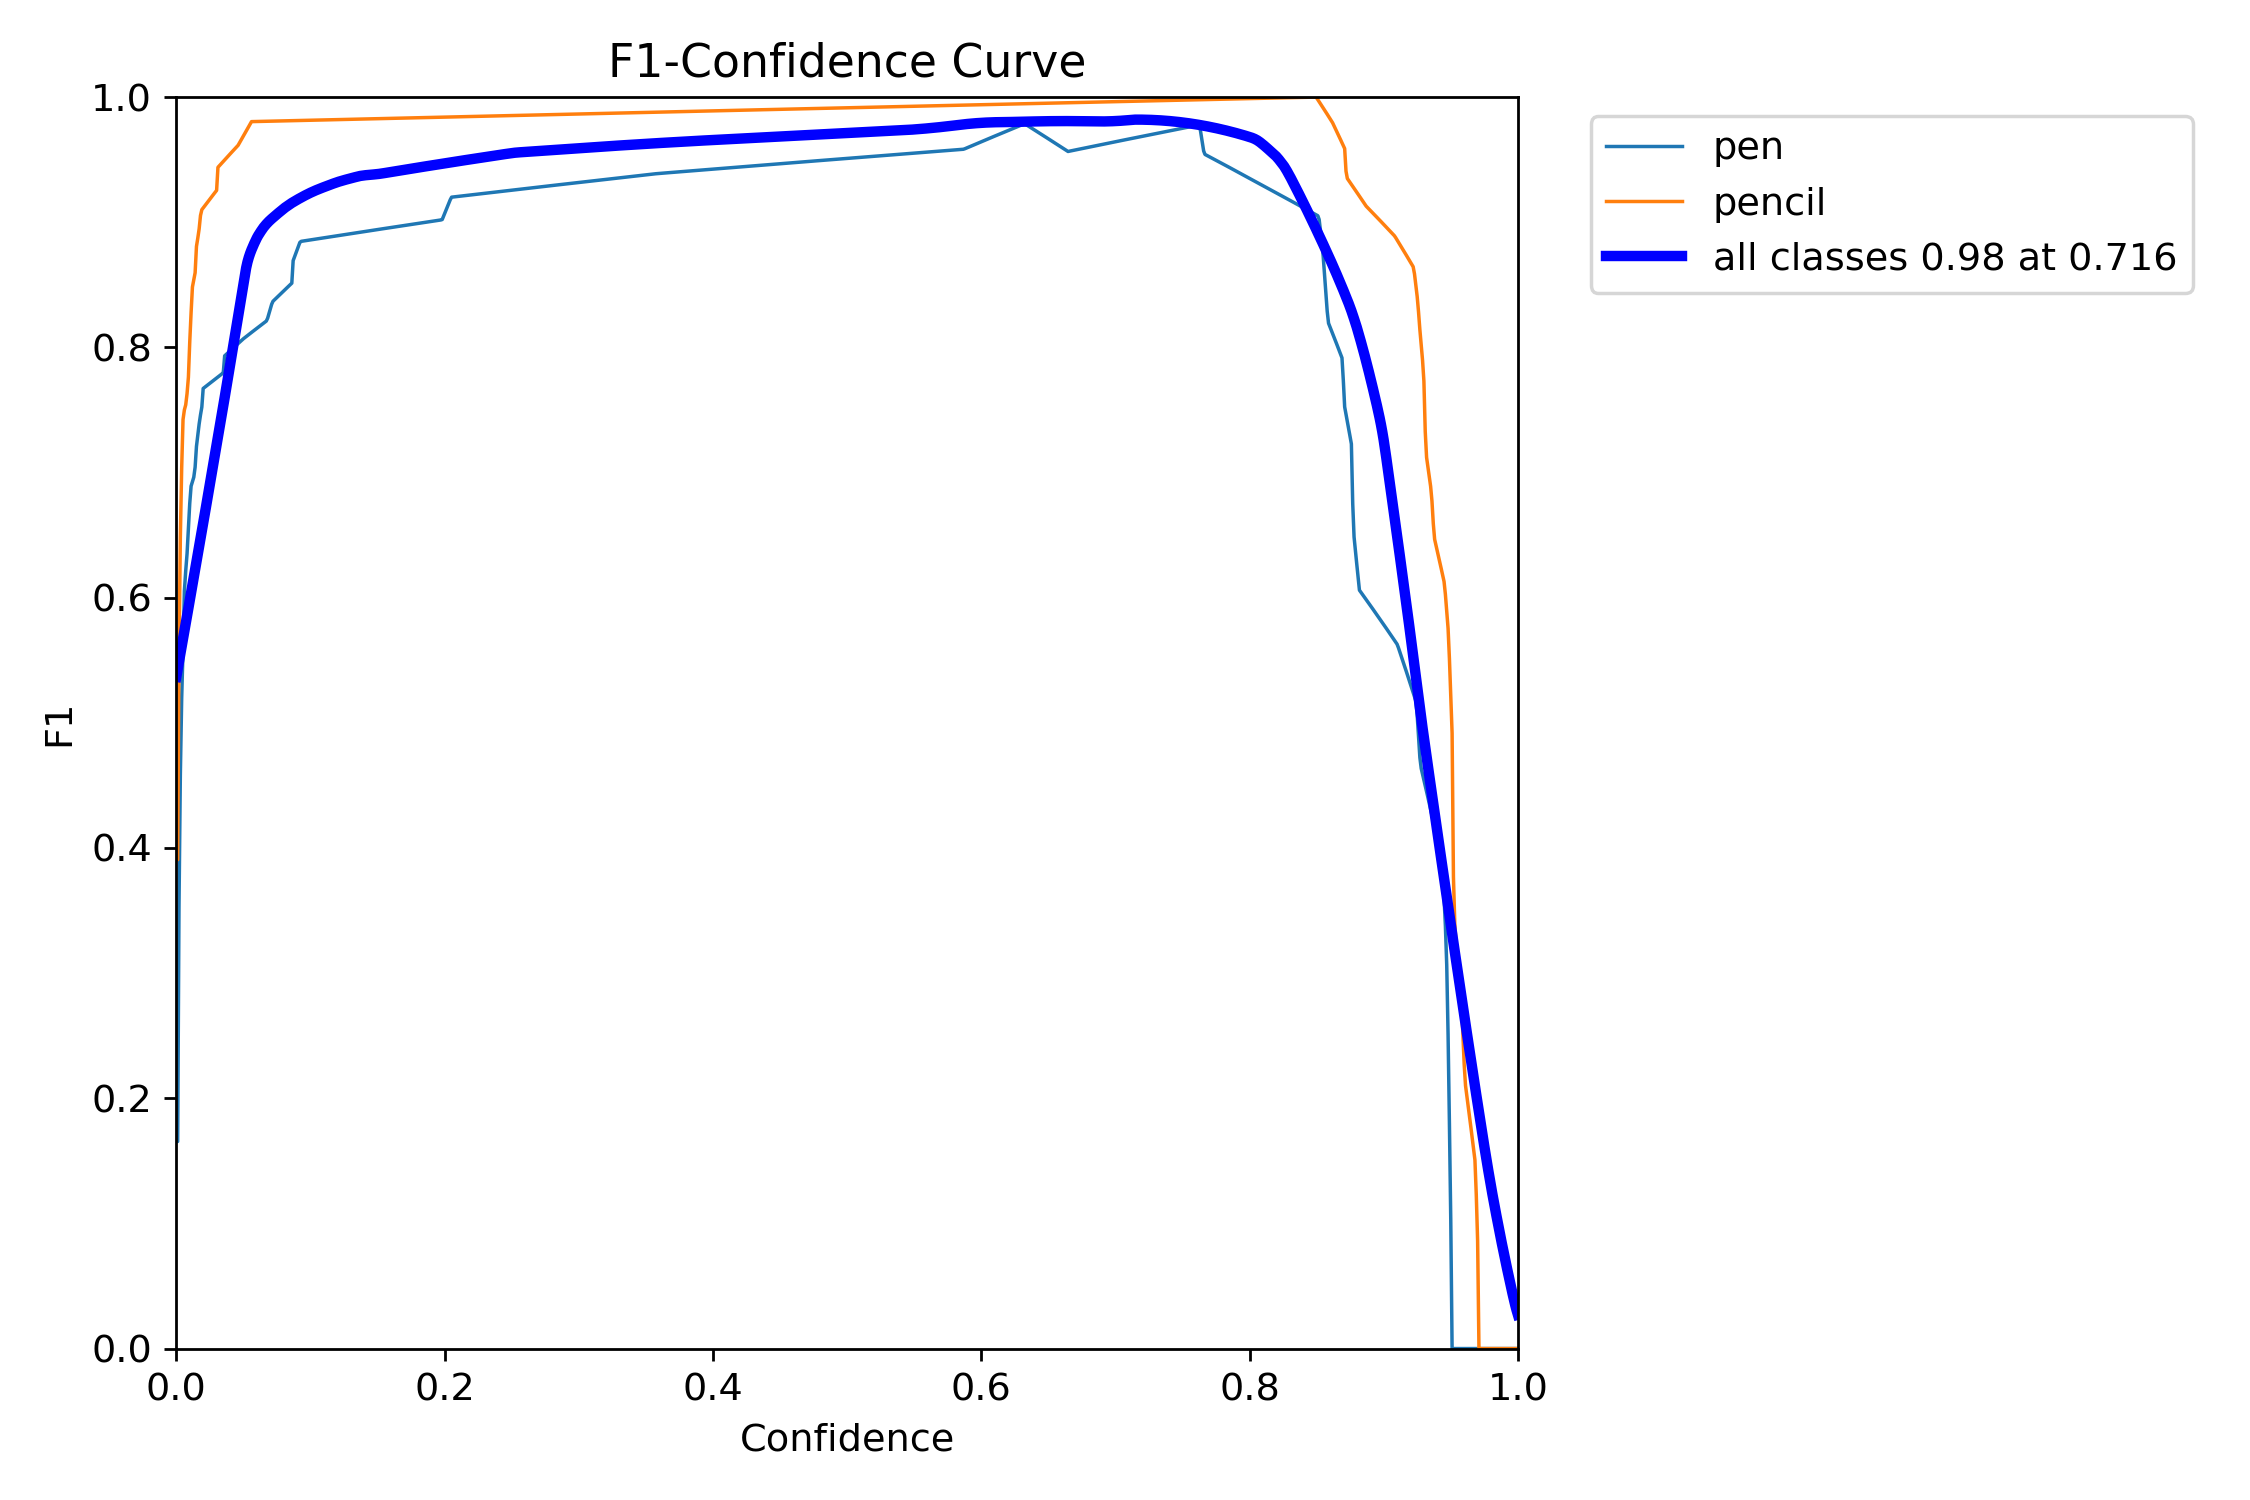 F1-Confidence Curve
1.0
0.8
0.6
0.4
0.2
0.0
F1
0.0 0.2 0.4 0.6 0.8 1.0
Confidence
pen
pencil
all classes 0.98 at 0.716